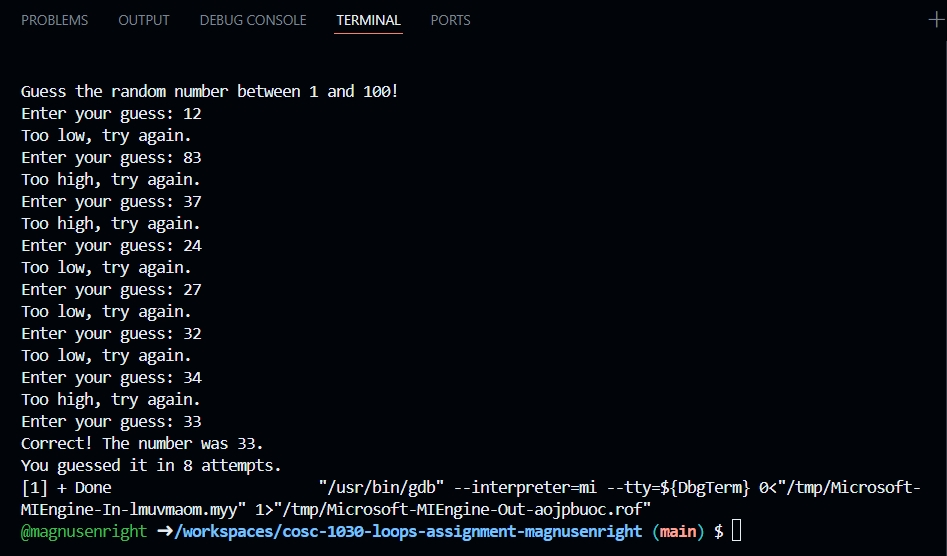 PROBLEMS OUTPUT DEBUG CONSOLE TERMINAL PORTS
Guess the random number between 1 and 100!
Enter your guess: 12
Too low, try again.
Enter your guess: 83
Too high, try again.
Enter your guess: 37
Too high, try again.
Enter your guess: 24
Too low, try again.
Enter your guess: 27
Too low, try again.
Enter your guess: 32
Too low, try again.
Enter your guess: 34
Too high, try again.
Enter your guess: 33
Correct! The number was 33.
You guessed it in 8 attempts.
[1] + Done                       "/usr/bin/gdb" --interpreter=mi --tty=${DbgTerm} 0<"/tmp/Microsoft-
MIEngine-In-lmuvmaom.myy" 1>"/tmp/Microsoft-MIEngine-Out-aojpbuoc.rof"
@magnusenright ➜/workspaces/cosc-1030-loops-assignment-magnusenright (main) $